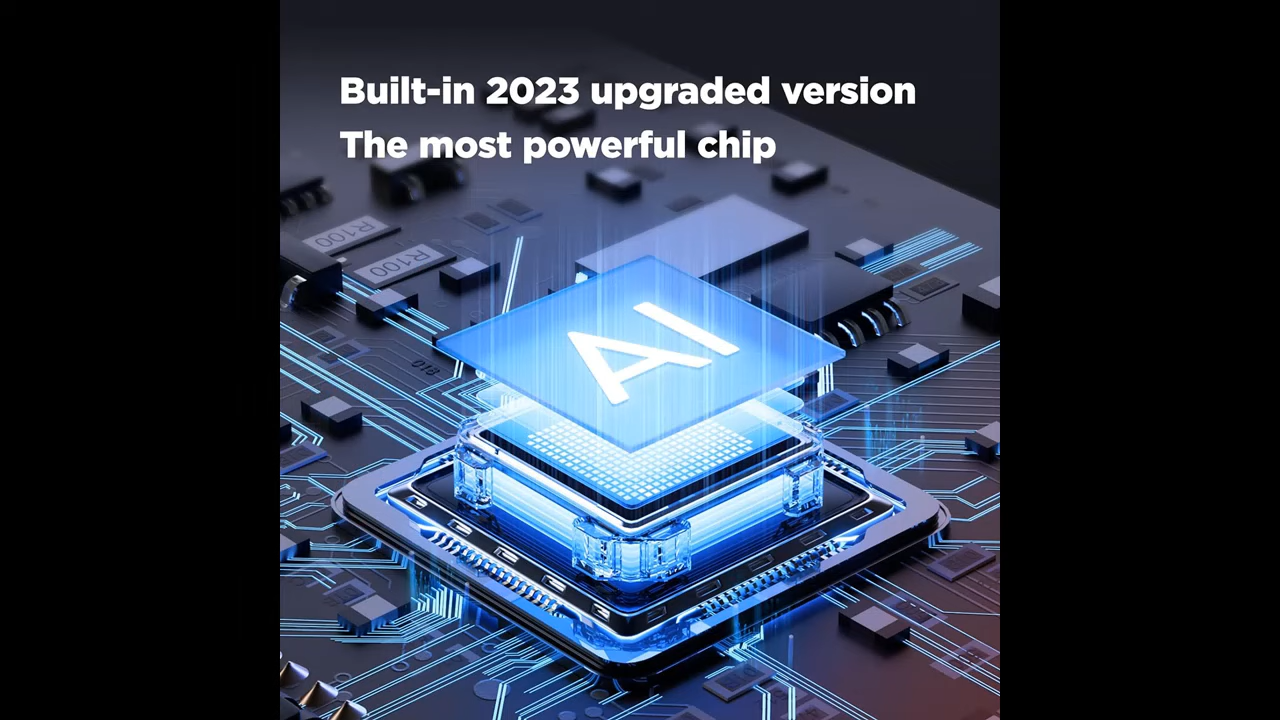 Built-in 2023 upgraded version
The most powerful chip
R100
R100
AI
018